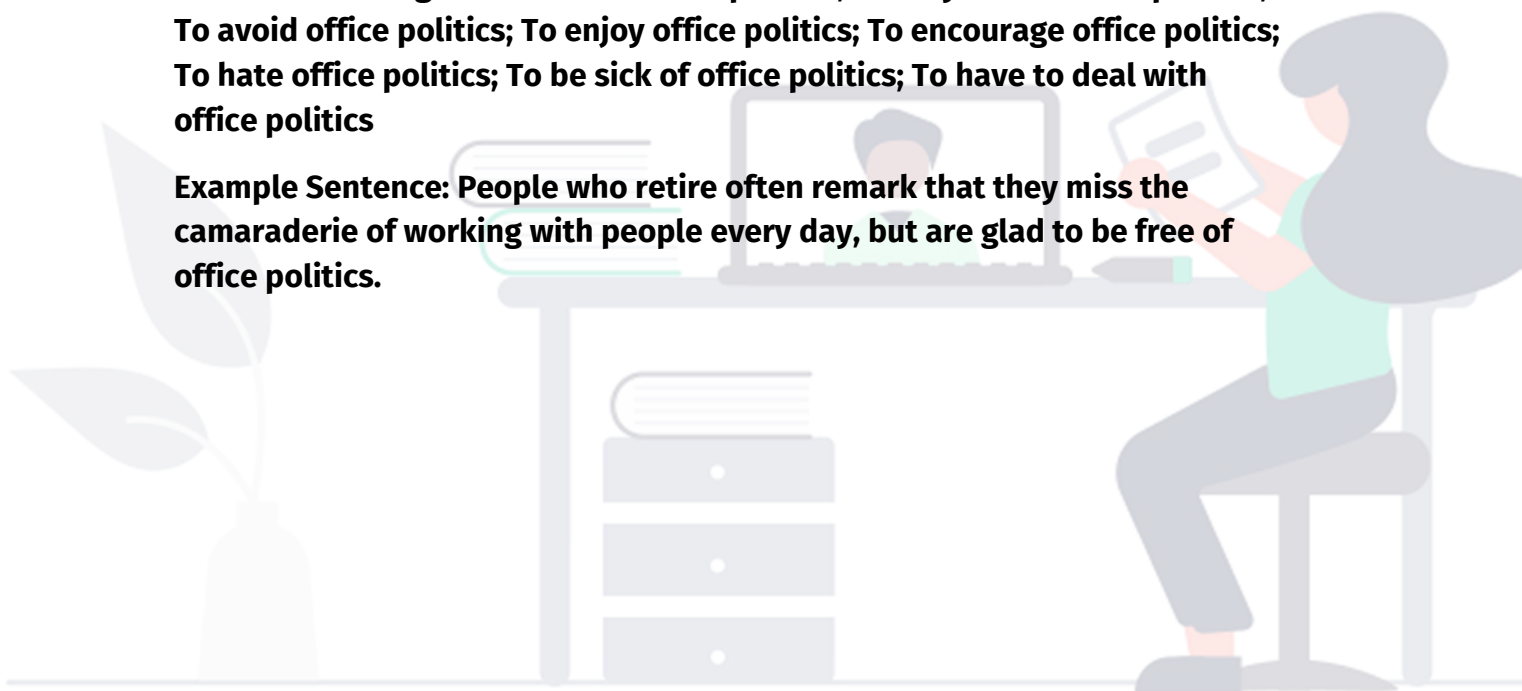 To avoid office politics; To enjoy office politics; To encourage office politics;
To hate office politics; To be sick of office politics; To have to deal with
office politics
Example Sentence: People who retire often remark that they miss the
camaraderie of working with people every day, but are glad to be free of
office politics.